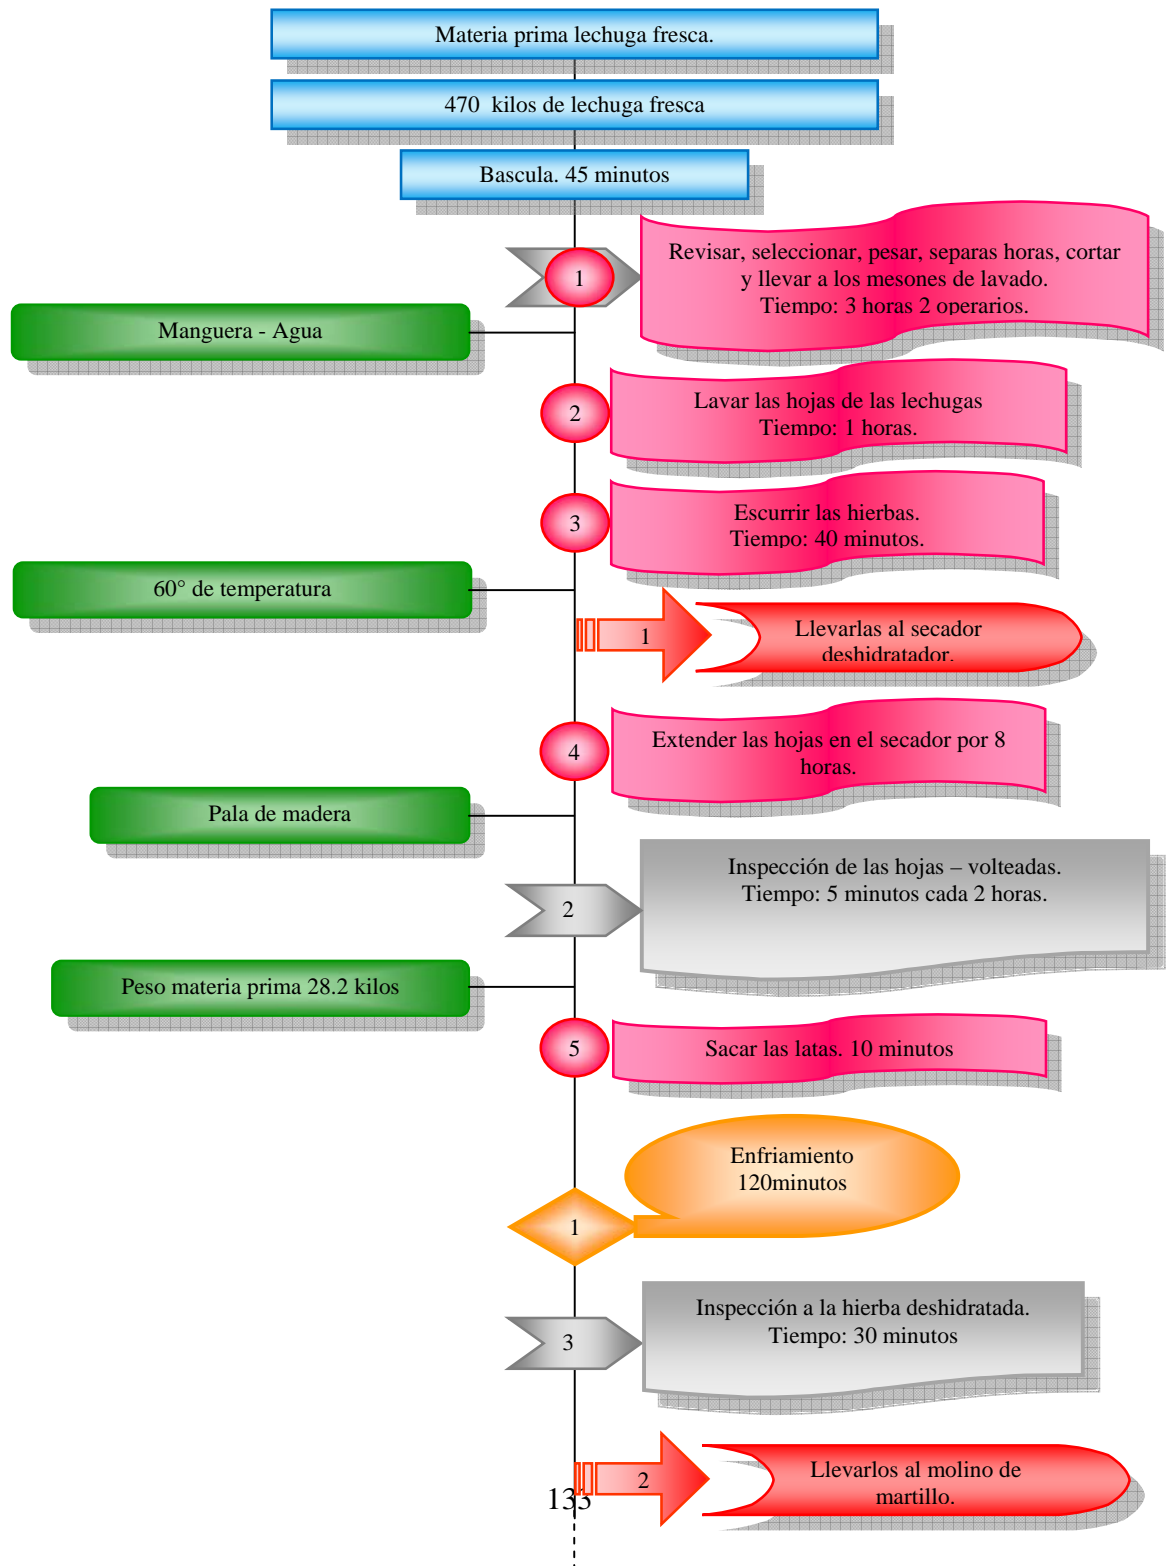 Materia prima lechuga fresca.
470 kilos de lechuga fresca
Bascula. 45 minutos
1
Revisar, seleccionar, pesar, separas horas, cortar
y llevar a los mesones de lavado.
Tiempo: 3 horas 2 operarios.
Manguera - Agua
2
Lavar las hojas de las lechugas
Tiempo: 1 horas.
3
Escurrir las hierbas.
Tiempo: 40 minutos.
60° de temperatura
1
Llevarlas al secador
deshidratador.
4
Extender las hojas en el secador por 8
horas.
Pala de madera
2
Inspección de las hojas – volteadas.
Tiempo: 5 minutos cada 2 horas.
Peso materia prima 28.2 kilos
5
Sacar las latas. 10 minutos
Enfriamiento
120minutos
1
3
Inspección a la hierba deshidratada.
Tiempo: 30 minutos
2
Llevarlos al molino de
martillo.
133